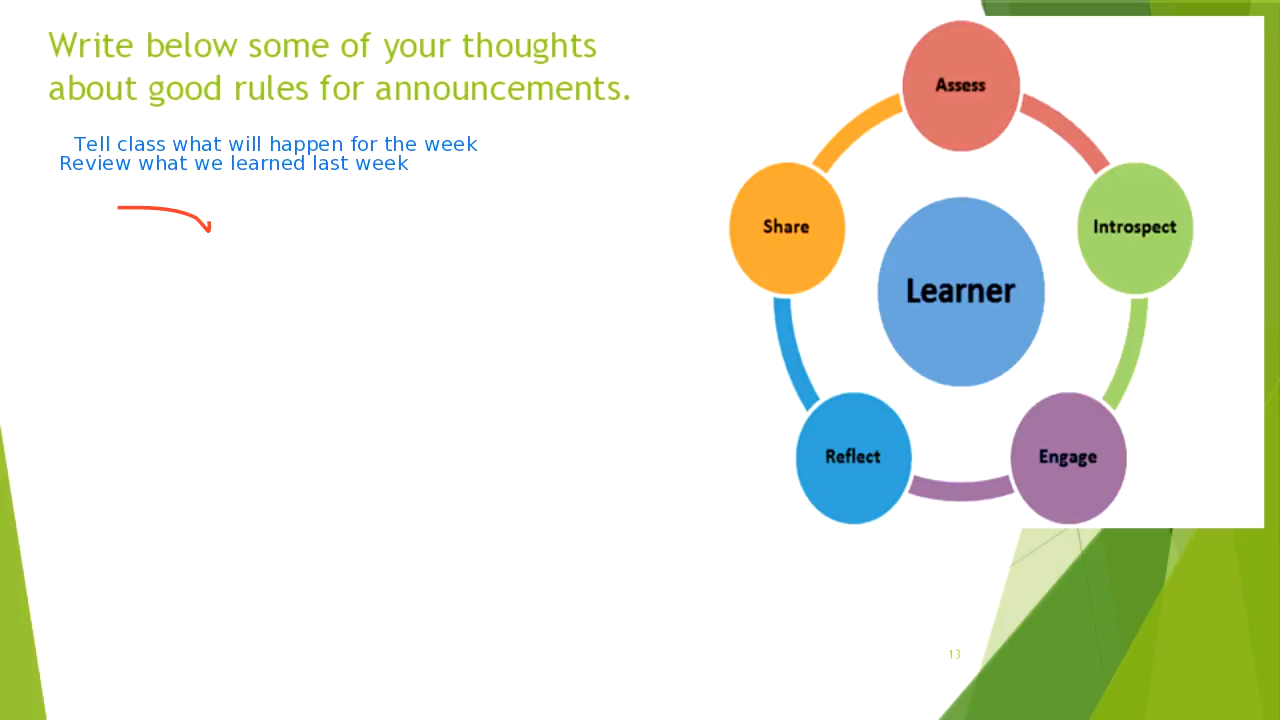 Write below some of your thoughts
about good rules for announcements.
Tell class what will happen for the week
Review what we learned last week
Assess
Share
Introspect
Learner
Reflect
Engage
13